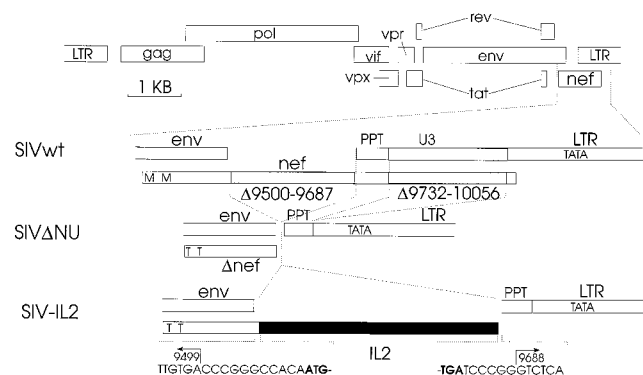 rev
pol
vpr
LTR gag vif env LTR
1 KB vpx tat nef
env PPT U3 LTR
SIVwt TATA
nef
M M
Δ9500-9687 Δ9732-10056
env PPT LTR
SIVΔNU TATA
T T Δnef
env PPT LTR
SIV-IL2 TATA
T T
IL2
9499 9688
TTGTGACCCGGGCCACAATG- -TGATCCCGGGTCTCA